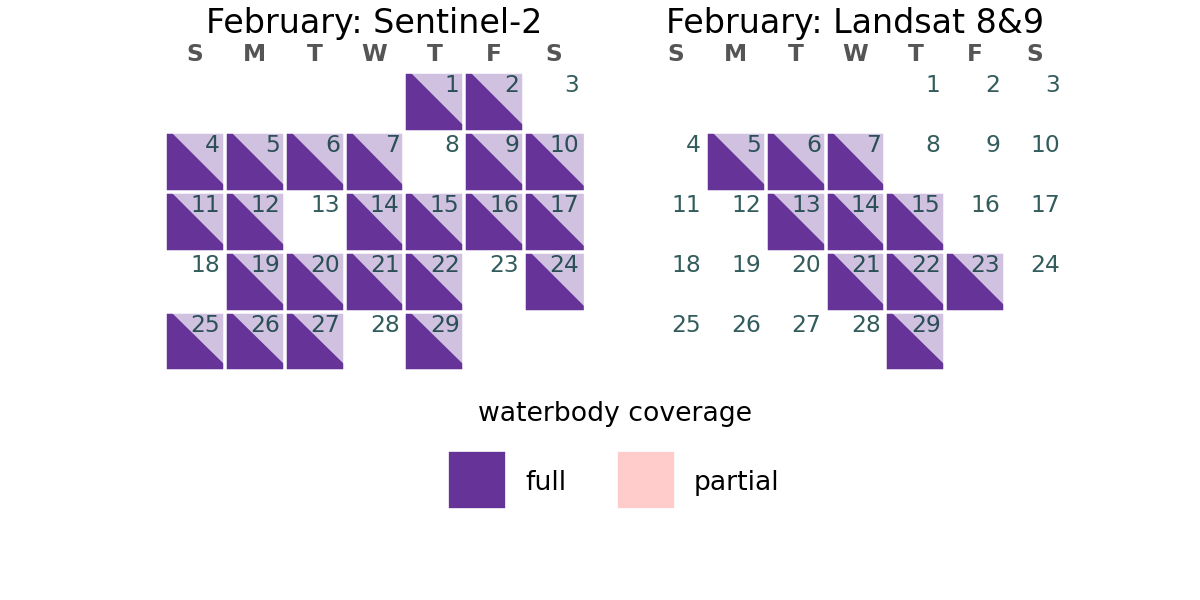 February: Sentinel-2
S M T W T F S
1 2 3
4 5 6 7 8 9 10
11 12 13 14 15 16 17
18 19 20 21 22 23 24
25 26 27 28 29
February: Landsat 8&9
S M T W T F S
1 2 3
4 5 6 7 8 9 10
11 12 13 14 15 16 17
18 19 20 21 22 23 24
25 26 27 28 29
waterbody coverage
full partial